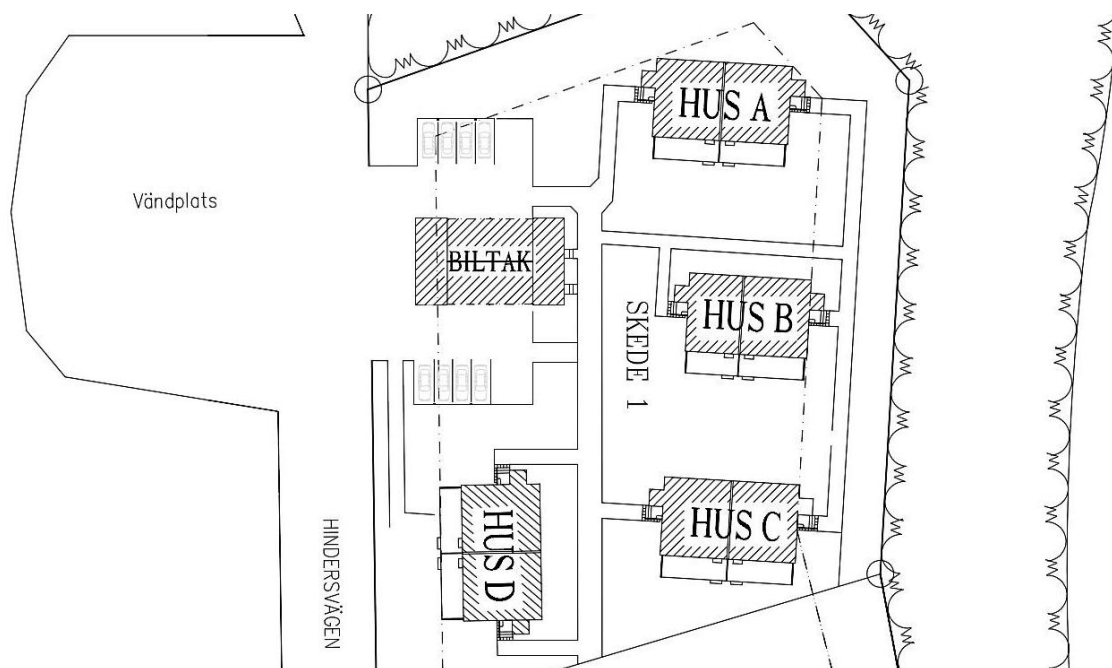 HUS A
Vändplats
BILTAK
HUS B
SKEDE 1
HUS C
HUS D
HINDERSVÄGEN